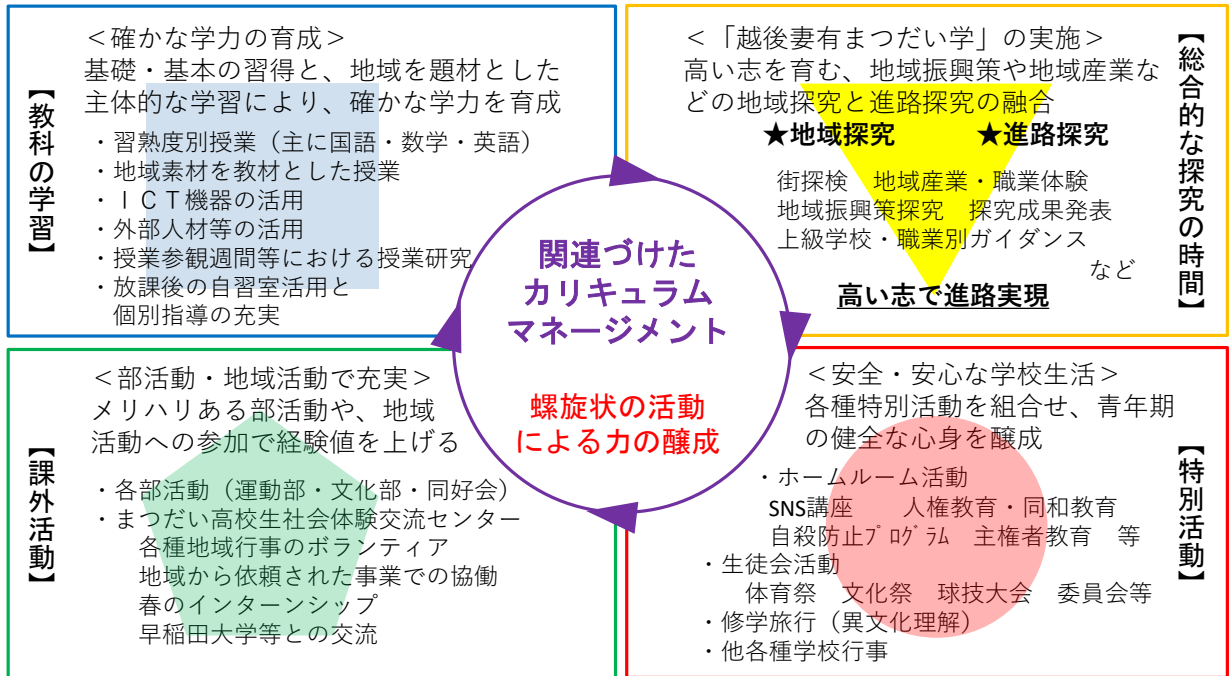 【教科の学習】
＜確かな学力の育成＞
基礎・基本の習得と、地域を題材とした
主体的な学習により、確かな学力を育成
・習熟度別授業（主に国語・数学・英語）
・地域素材を教材とした授業
・ＩＣＴ機器の活用
・外部人材等の活用
・授業参観週間等における授業研究
・放課後の自習室活用と
個別指導の充実
【総合的な探究の時間】
＜「越後妻有まつだい学」の実施＞
高い志を育む、地域振興策や地域産業な
どの地域探究と進路探究の融合
★地域探究　★進路探究
街探検　地域産業・職業体験
地域振興策探究　探究成果発表
上級学校・職業別ガイダンス
など
高い志で進路実現
関連づけた
カリキュラム
マネージメント
螺旋状の活動
による力の醸成
【課外活動】
＜部活動・地域活動で充実＞
メリハリある部活動や、地域
活動への参加で経験値を上げる
・各部活動（運動部・文化部・同好会）
・まつだい高校生社会体験交流センター
各種地域行事のボランティア
地域から依頼された事業での協働
春のインターンシップ
早稲田大学等との交流
【特別活動】
＜安全・安心な学校生活＞
各種特別活動を組合せ、青年期
の健全な心身を醸成
・ホームルーム活動
SNS講座　人権教育・同和教育
自殺防止ﾌﾟﾛｸﾞﾗﾑ　主権者教育　等
・生徒会活動
体育祭　文化祭　球技大会　委員会等
・修学旅行（異文化理解）
・他各種学校行事